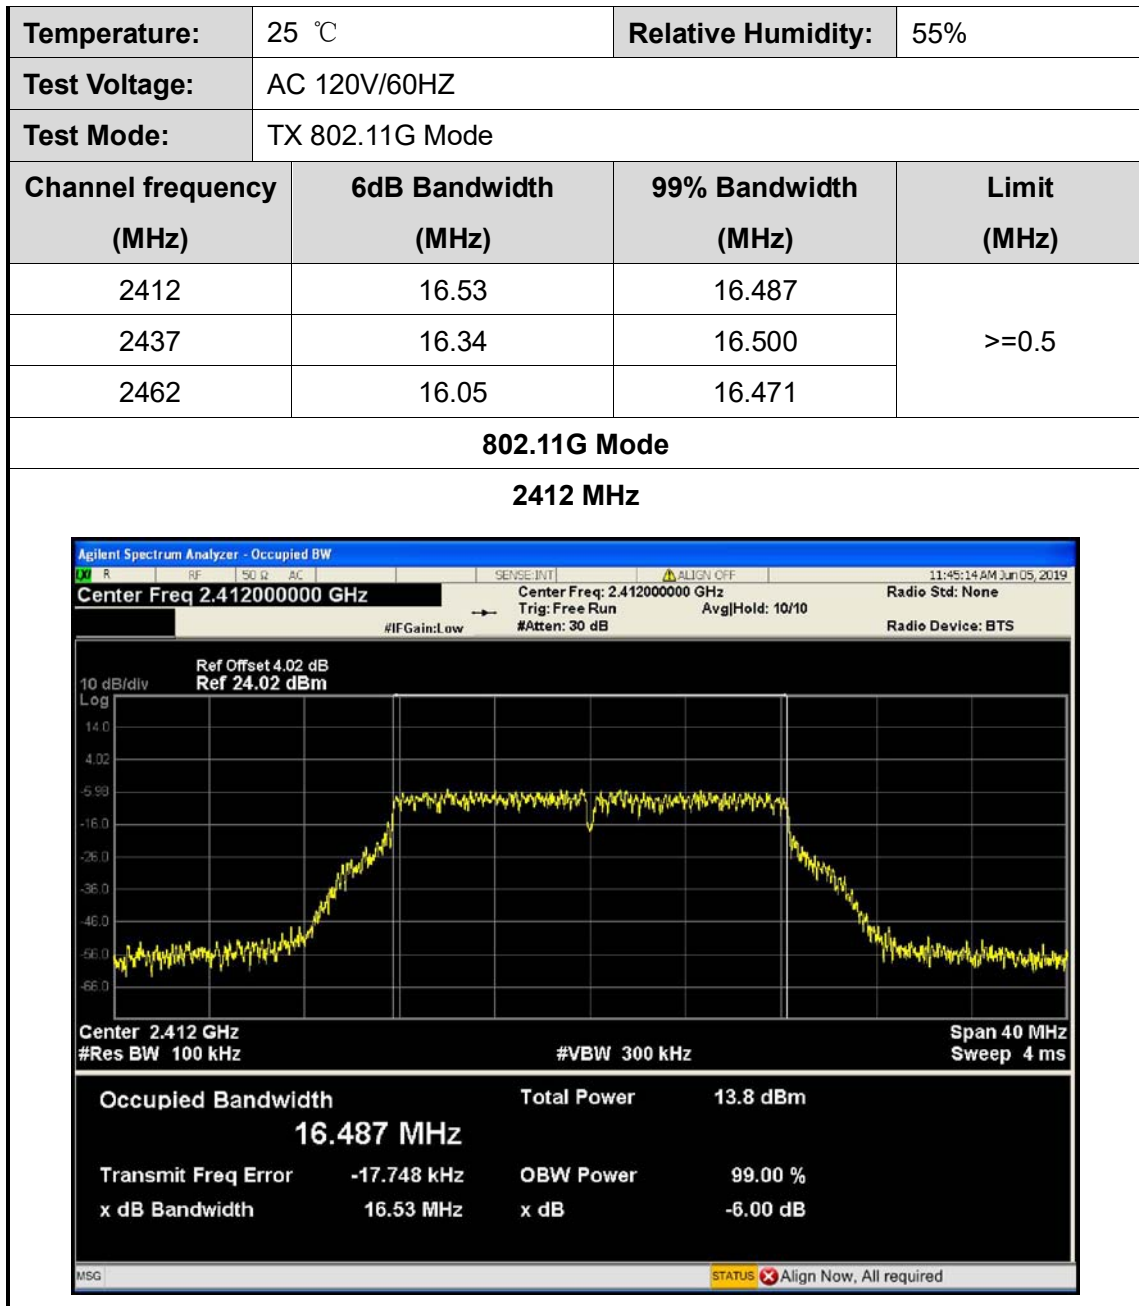 Temperature: 25 ℃ Relative Humidity: 55%
Test Voltage: AC 120V/60HZ
Test Mode: TX 802.11G Mode
Channel frequency 6dB Bandwidth 99% Bandwidth Limit
(MHz) (MHz) (MHz) (MHz)
2412 16.53 16.487
2437 16.34 16.500 >=0.5
2462 16.05 16.471
802.11G Mode
2412 MHz
Agilent Spectrum Analyzer - Occupied BW
LXI R RF 50 Ω AC SENSE:INT ALIGN OFF 11:45:14 AM Jun 05, 2019
Center Freq 2.412000000 GHz Center Freq: 2.412000000 GHz Radio Std: None
Trig: Free Run Avg|Hold: 10/10
#IFGain:Low #Atten: 30 dB Radio Device: BTS
Ref Offset 4.02 dB
10 dB/div Ref 24.02 dBm
Log
14.0
4.02
-5.98
-16.0
-26.0
-36.0
-46.0
-56.0
-66.0
Center 2.412 GHz Span 40 MHz
#Res BW 100 kHz #VBW 300 kHz Sweep 4 ms
Occupied Bandwidth Total Power 13.8 dBm
16.487 MHz
Transmit Freq Error -17.748 kHz OBW Power 99.00 %
x dB Bandwidth 16.53 MHz x dB -6.00 dB
MSG STATUS Align Now, All required